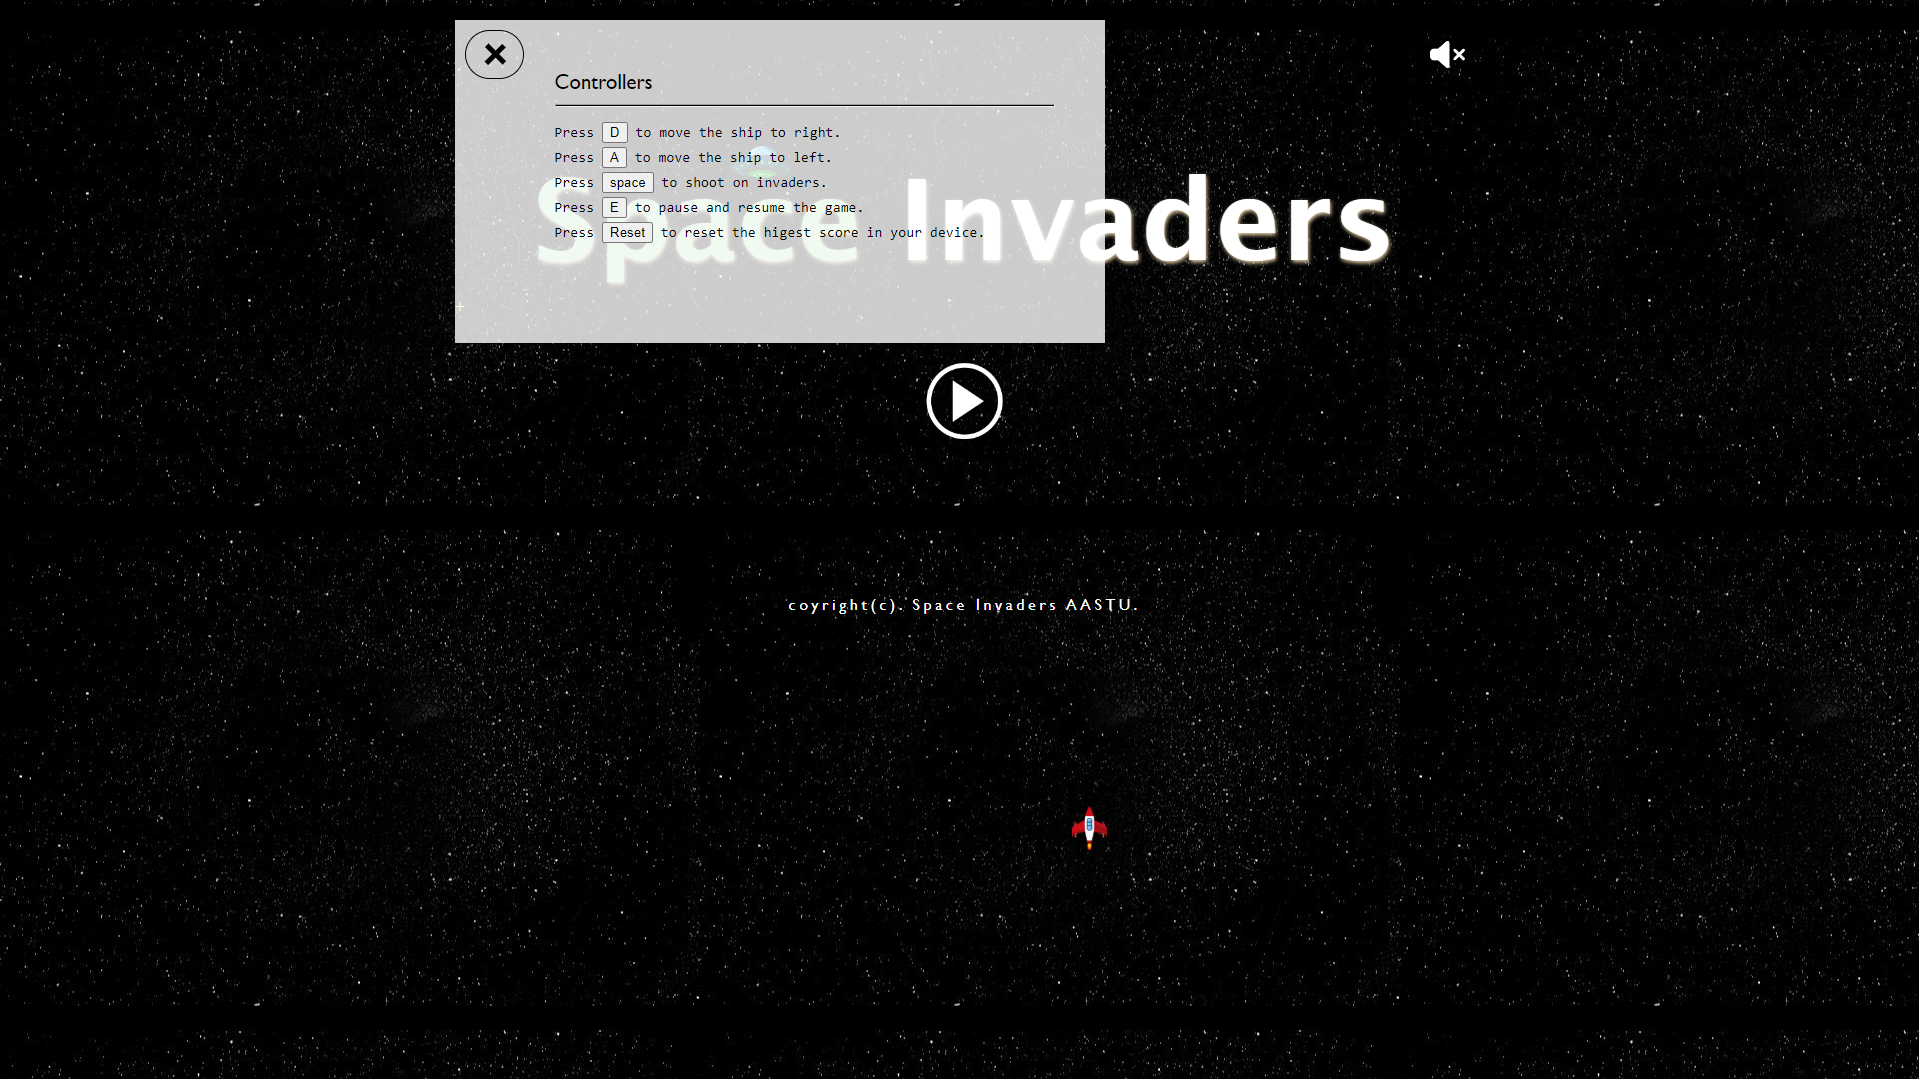 Controllers
Press D to move the ship to right.
Press A to move the ship to left.
Press space to shoot on invaders.
Press E to pause and resume the game.
Press Reset to reset the higest score in your device.
Space Invaders
coyright(c). Space Invaders AASTU.